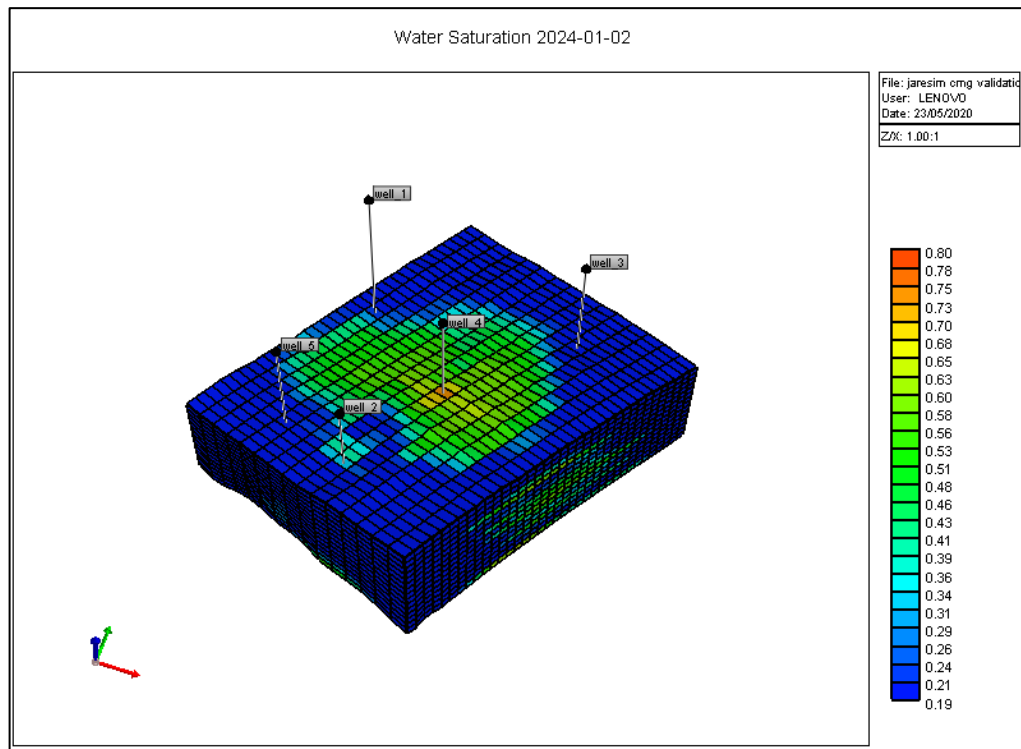 Water Saturation 2024-01-02
File: jaresim cmg validatio
User: LENOVO
Date: 23/05/2020
Z/X: 1.00:1
well_1
well_3
well_4
well_5
well_2
0.80
0.78
0.75
0.73
0.70
0.68
0.65
0.63
0.60
0.58
0.56
0.53
0.51
0.48
0.46
0.43
0.41
0.39
0.36
0.34
0.31
0.29
0.26
0.24
0.21
0.19